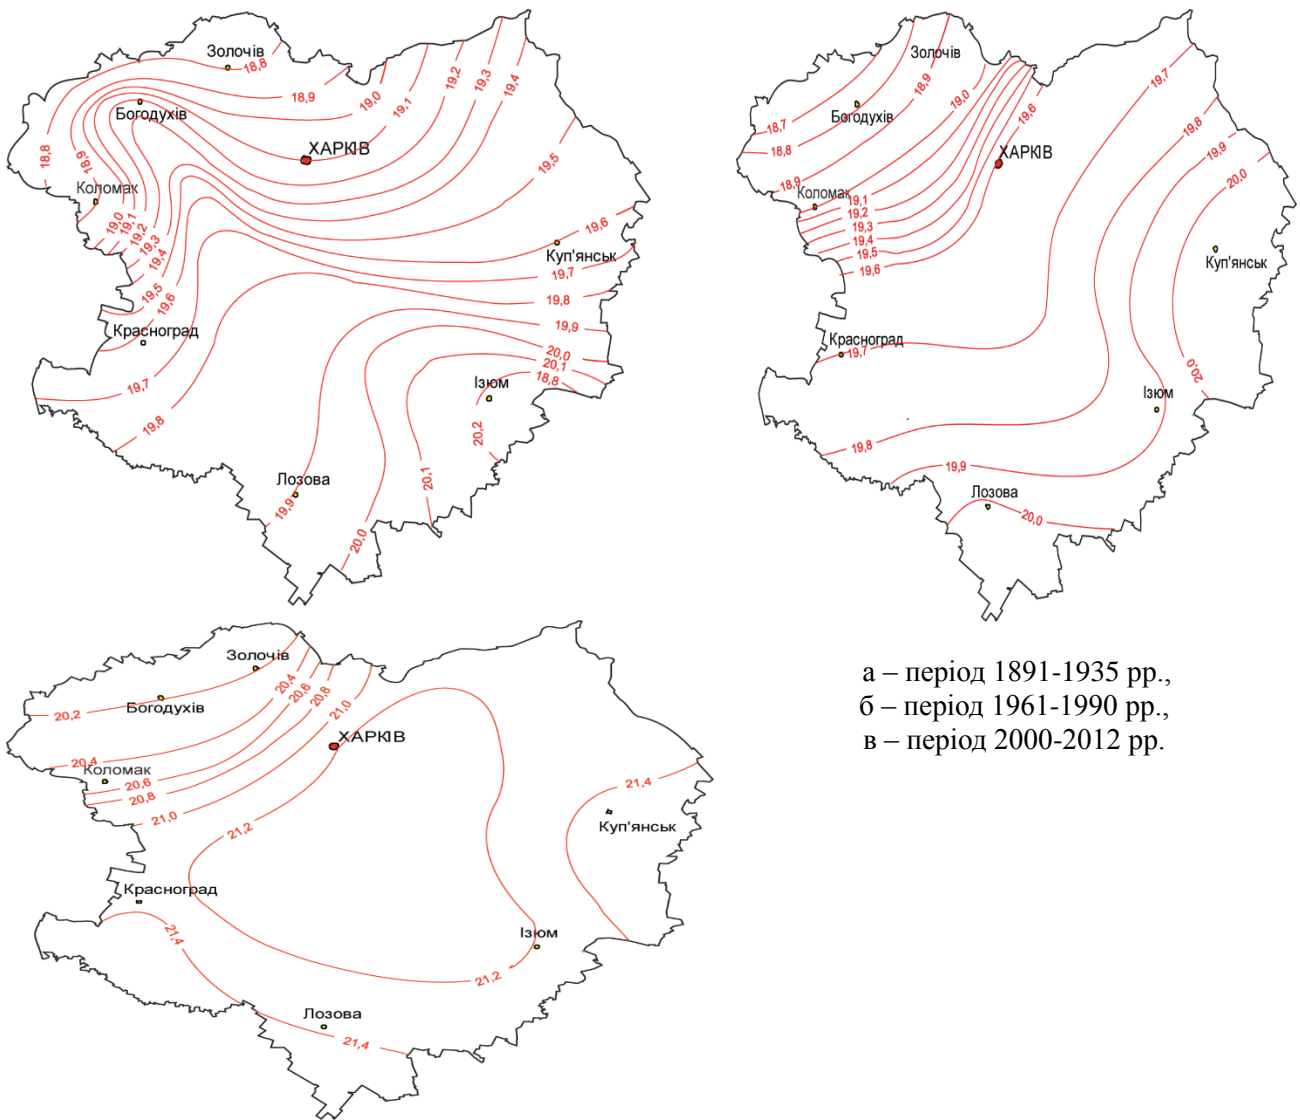 Золочів
18,8
18,9
19,0
19,1
19,2
19,3
19,4
Богодухів
ХАРКІВ
18,8
18,9
19,5
Коломак
19,0
19,1
19,2
19,3
19,4
19,6
Куп'янськ
19,7
19,5
19,6
19,8
Красноград
19,9
20,0
20,1
18,8
19,7
Ізюм
19,8
20,2
20,1
Лозова
19,9
20,0
Золочів
18,9
19,0
19,7
18,7
Богодухів
19,6
18,8
19,8
ХАРКІВ
19,9
18,9
20,0
Коломак
19,1
19,2
19,3
19,4
19,5
19,6
Куп'янськ
Красноград
19,7
20,0
Ізюм
19,8
19,9
Лозова
20,0
Золочів
20,4
20,6
20,8
21,0
Богодухів
20,2
ХАРКІВ
20,4
Коломак
20,6
20,8
21,0
21,2
21,4
Куп'янськ
Красноград
21,4
Ізюм
21,2
Лозова
21,4
а – період 1891-1935 рр.,
б – період 1961-1990 рр.,
в – період 2000-2012 рр.